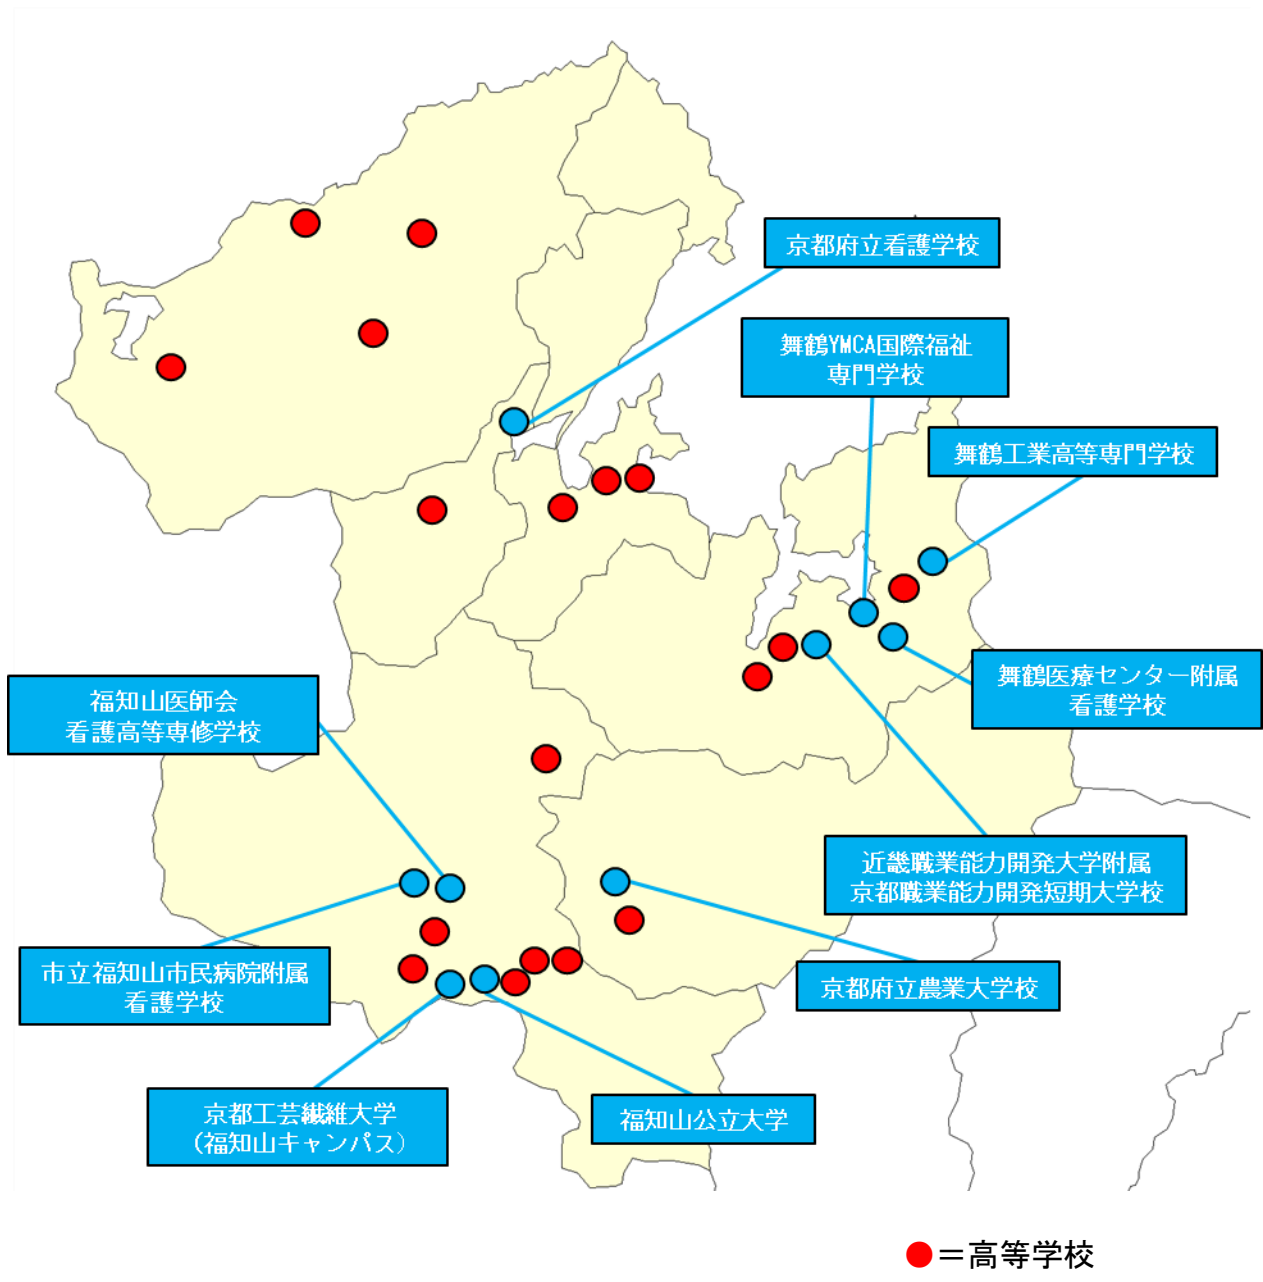 京都府立看護学校
舞鶴YMCA国際福祉
専門学校
舞鶴工業高等専門学校
舞鶴医療センター附属
看護学校
福知山医師会
看護高等専修学校
近畿職業能力開発大学附属
京都職業能力開発短期大学校
市立福知山市民病院附属
看護学校
京都府立農業大学校
京都工芸繊維大学
（福知山キャンパス）
福知山公立大学
＝高等学校